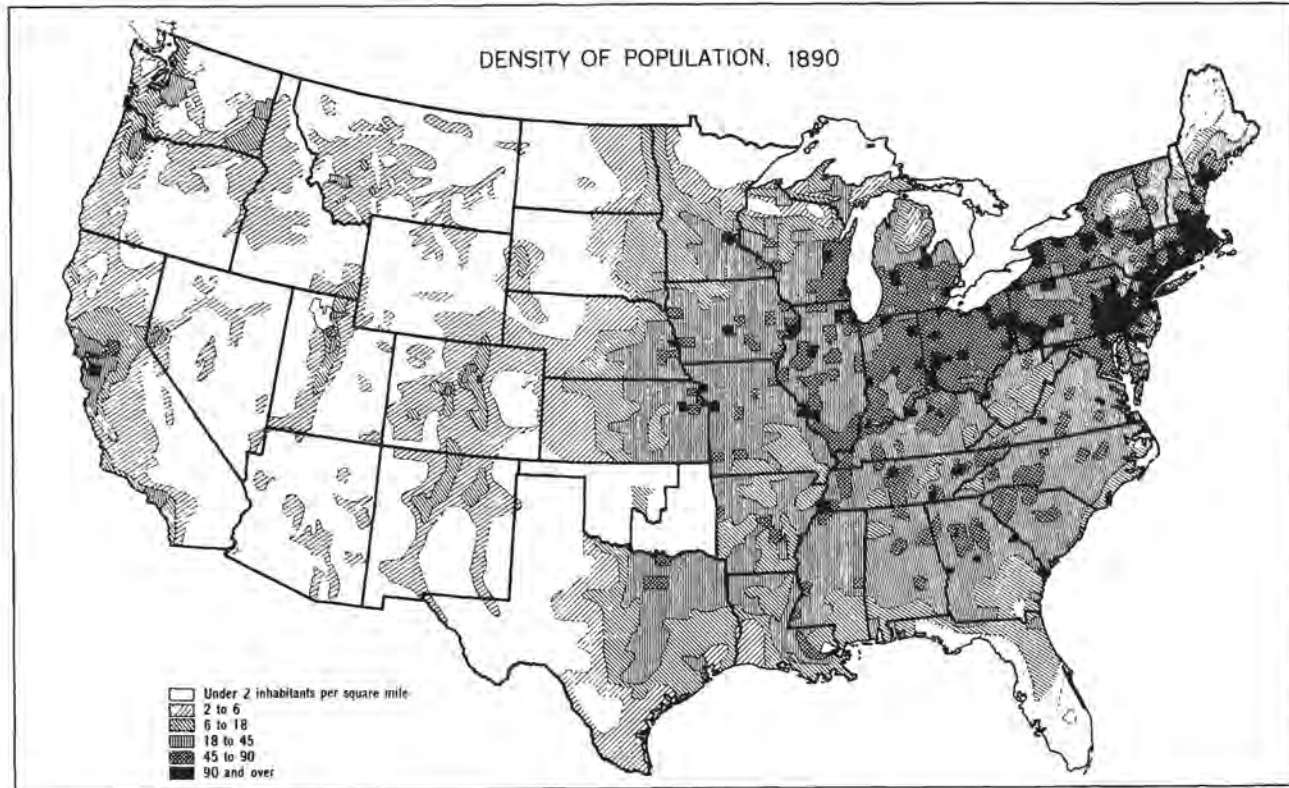 DENSITY OF POPULATION, 1890
Under 2 inhabitants per square mile
2 to 6
6 to 18
18 to 45
45 to 90
90 and over